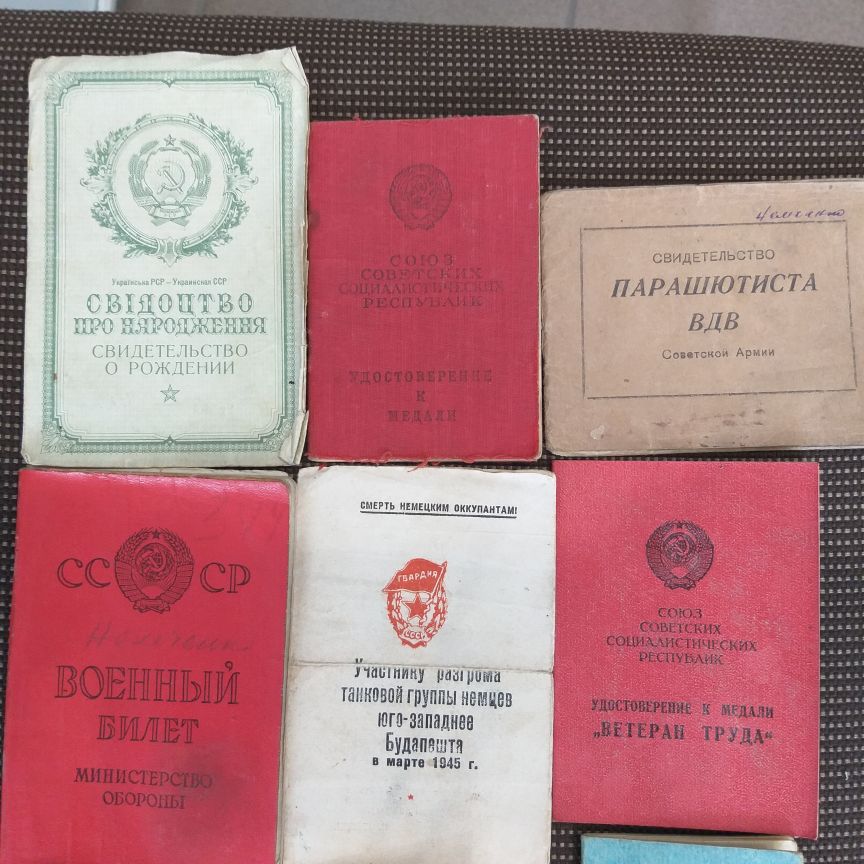 Українська РСР – Украинская ССР
СВІДОЦТВО
ПРО НАРОДЖЕННЯ
СВИДЕТЕЛЬСТВО
О РОЖДЕНИИ
СОЮЗ
СОВЕТСКИХ
СОЦИАЛИСТИЧЕСКИХ
РЕСПУБЛИК
УДОСТОВЕРЕНИЕ
К
МЕДАЛИ
СВИДЕТЕЛЬСТВО
ПАРАШЮТИСТА
ВДВ
Советской Армии
СССР
ВОЕННЫЙ
БИЛЕТ
МИНИСТЕРСТВО
ОБОРОНЫ
СМЕРТЬ НЕМЕЦКИМ ОККУПАНТАМ!
ГВАРДИЯ
СССР
Участнику разгрома
танковой группы немцев
юго-западнее
Будапешта
в марте 1945 г.
СОЮЗ
СОВЕТСКИХ
СОЦИАЛИСТИЧЕСКИХ
РЕСПУБЛИК
УДОСТОВЕРЕНИЕ К МЕДАЛИ
„ВЕТЕРАН ТРУДА“